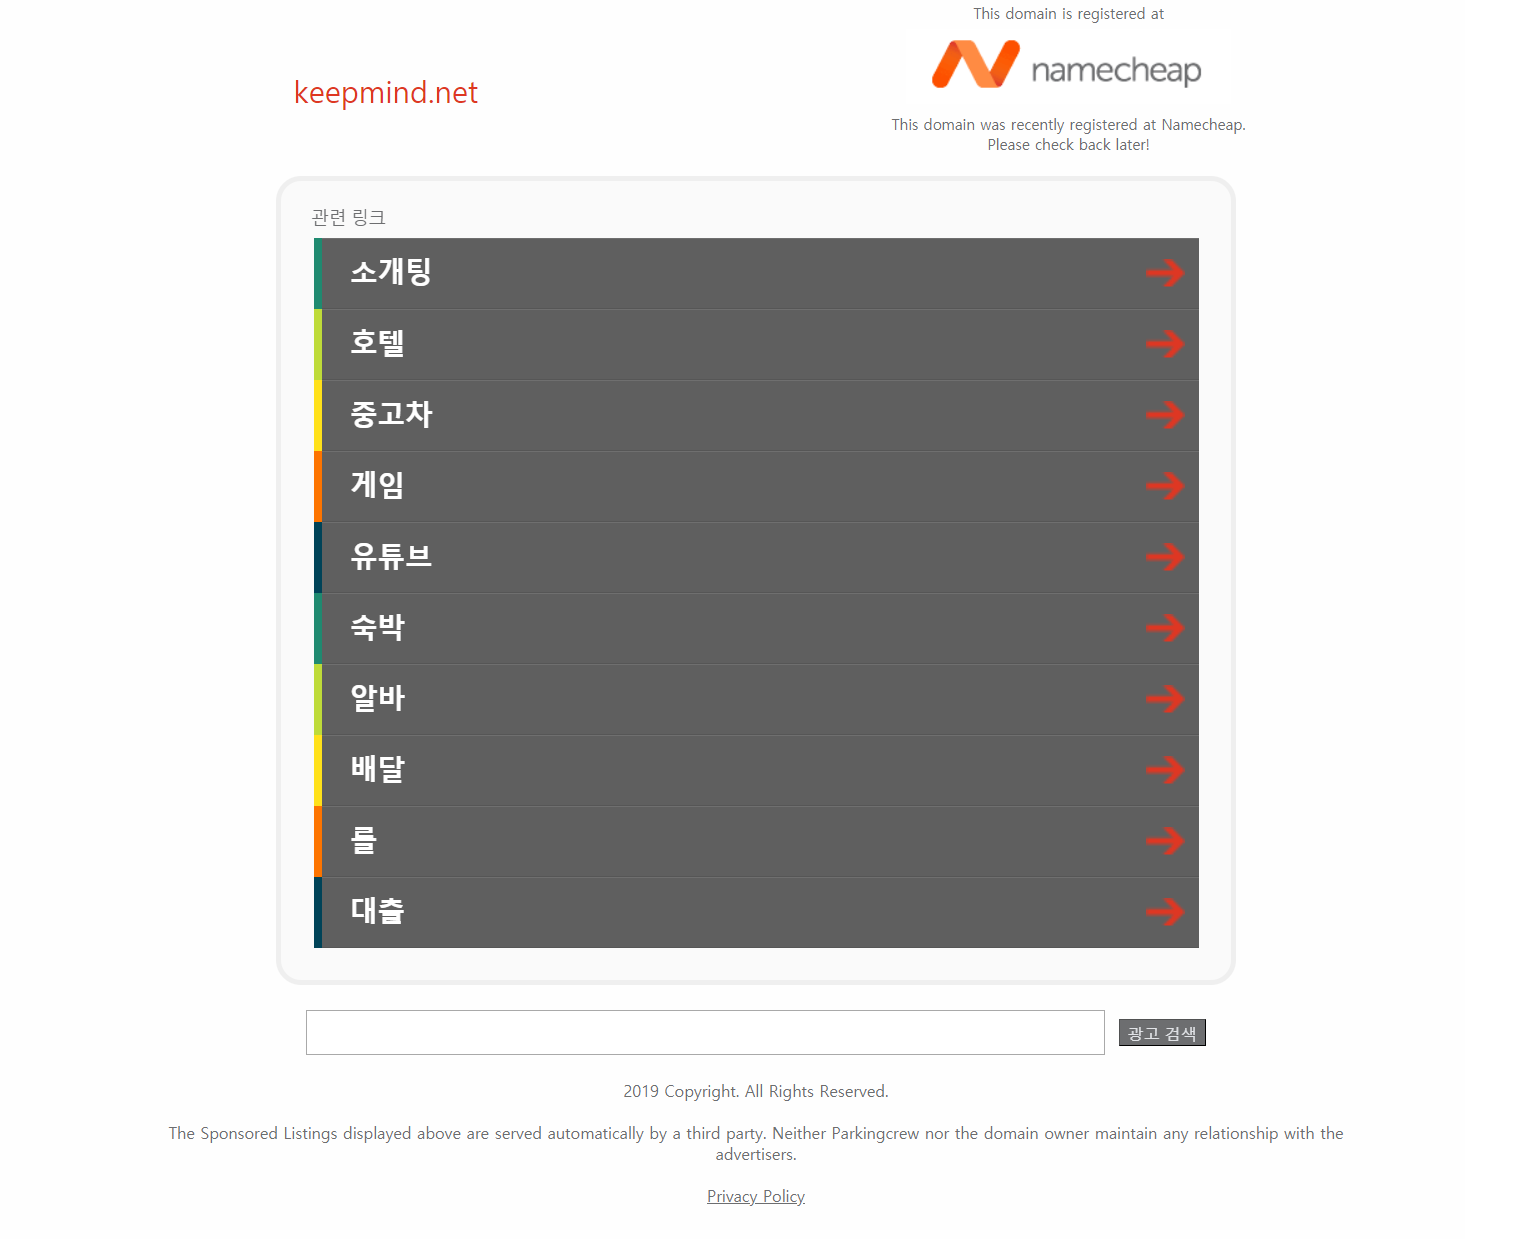 This domain is registered at
namecheap
keepmind.net
This domain was recently registered at Namecheap.
Please check back later!
관련 링크
소개팅
호텔
중고차
게임
유튜브
숙박
알바
배달
를
대출
광고 검색
2019 Copyright. All Rights Reserved.
The Sponsored Listings displayed above are served automatically by a third party. Neither Parkingcrew nor the domain owner maintain any relationship with the
advertisers.
Privacy Policy